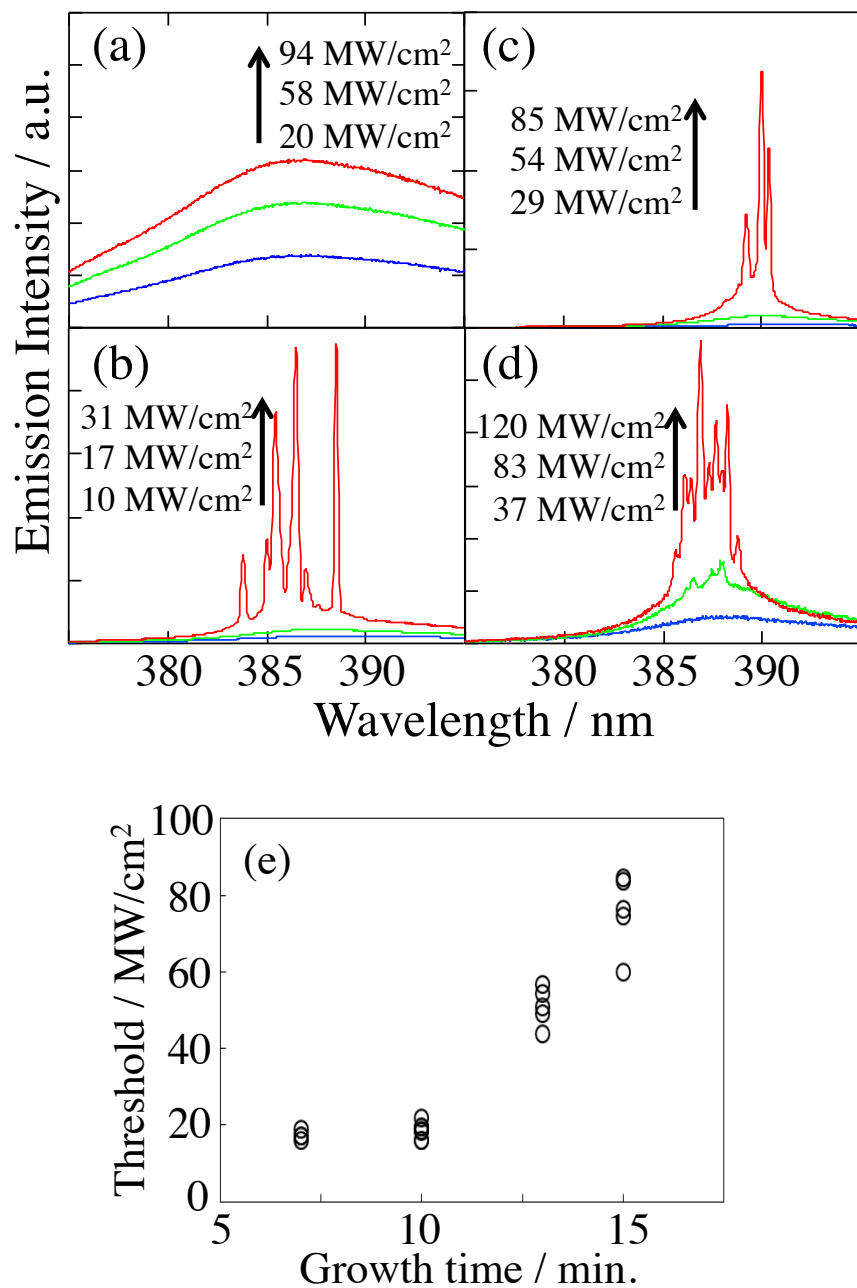 (a)
94 MW/cm²
58 MW/cm²
20 MW/cm²
(c)
85 MW/cm²
54 MW/cm²
29 MW/cm²
Emission Intensity / a.u.
(b)
31 MW/cm²
17 MW/cm²
10 MW/cm²
(d)
120 MW/cm²
83 MW/cm²
37 MW/cm²
380 385 390 380 385 390
Wavelength / nm
(e)
Threshold / MW/cm²
100
80
60
40
20
0
5 10 15
Growth time / min.